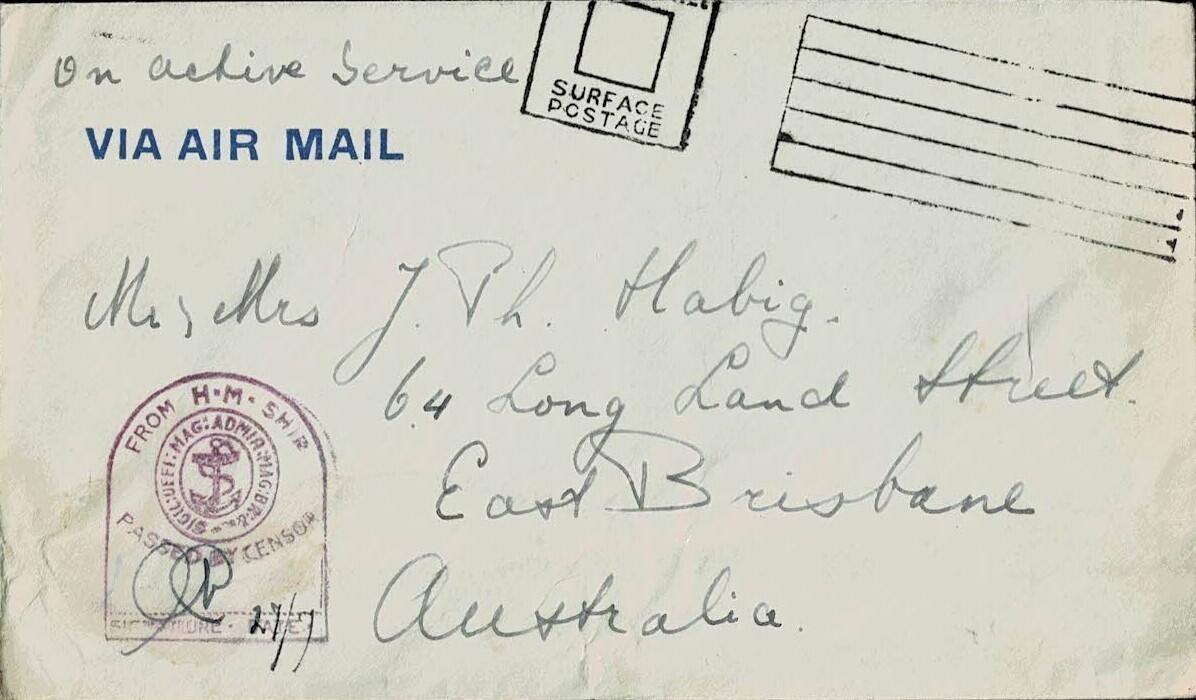 On active Service
SURFACE
POSTAGE
VIA AIR MAIL
Mr & Mrs J. Ph. Habig.
64 Long Land Street.
East Brisbane
Australia.
FROM H·M·SHIP
PASSED BY CENSOR
27/7
SIGNATURE · DATE